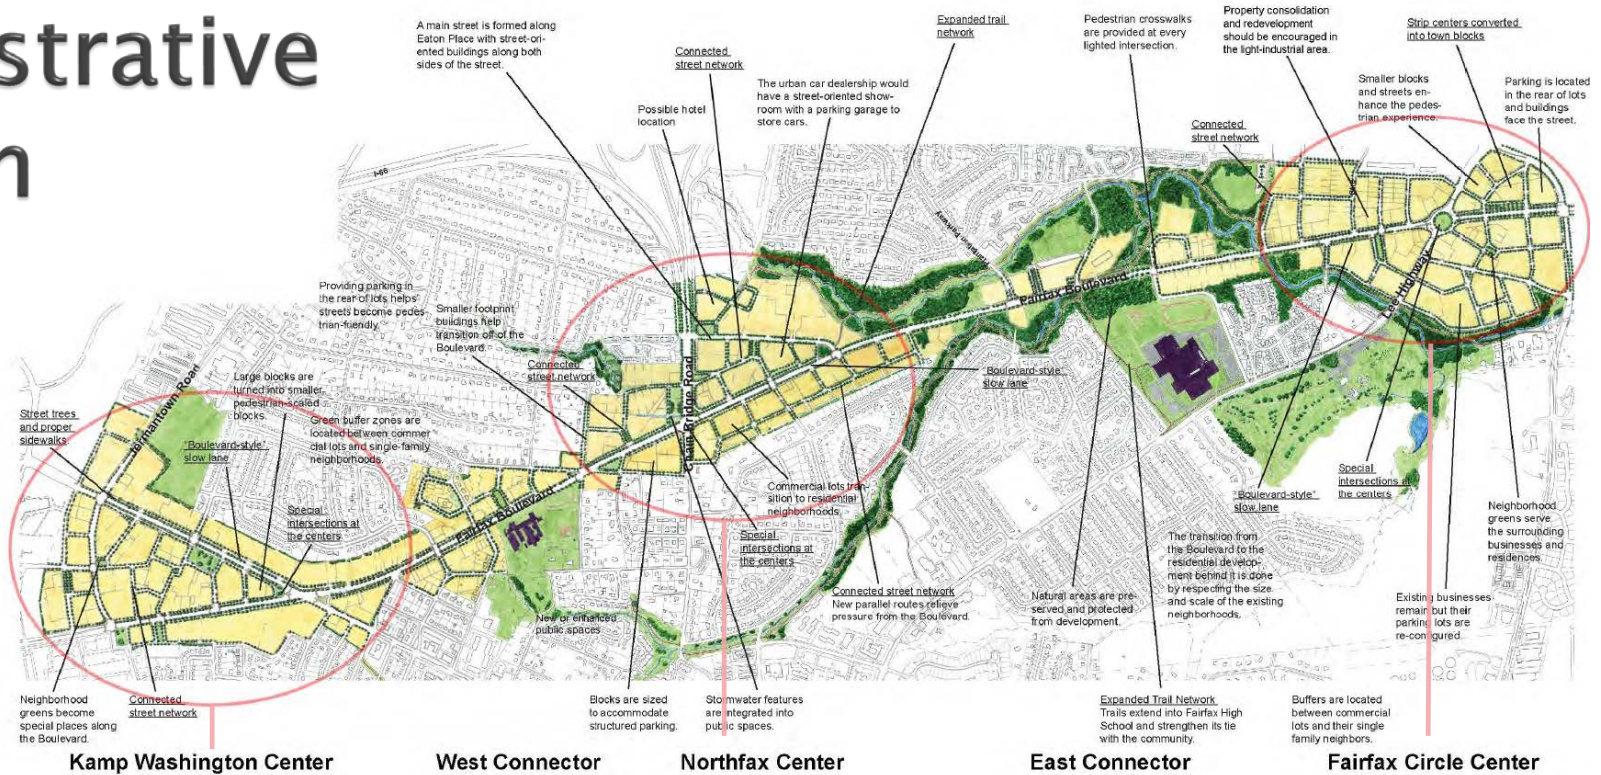 strative
n
A main street is formed along
Eaton Place with street-ori-
ented buildings along both
sides of the street.
Connected
street network
Possible hotel
location
The urban car dealership would
have a street-oriented show-
room with a parking garage to
store cars.
Expanded trail
network
Pedestrian crosswalks
are provided at every
lighted intersection.
Property consolidation
and redevelopment
should be encouraged in
the light-industrial area.
Strip centers converted
into town blocks
Smaller blocks
and streets en-
hance the pedes-
trian experience.
Parking is located
in the rear of lots
and buildings
face the street.
Connected
street network
I-66
Providing parking in
the rear of lots helps
streets become pedes-
trian-friendly.
Smaller footprint
buildings help
transition off of the
Boulevard.
Connected
street network
Large blocks are
turned into smaller
pedestrian-scaled
blocks.
Street trees
and proper
sidewalks
"Boulevard-style"
slow lane
Green buffer zones are
located between commer
cial lots and single-family
neighborhoods.
Special
intersections at
the centers
Jermantown Road
Fairfax Boulevard
Chain Bridge Road
Fairfax Boulevard
Lee Highway
"Boulevard-style"
slow lane
Commercial lots tran-
sition to residential
neighborhoods.
Special
intersections at
the centers
Connected street network
New parallel routes relieve
pressure from the Boulevard.
New or enhanced
public spaces
Natural areas are pre-
served and protected
from development.
The transition from
the Boulevard to the
residential develop-
ment behind it is done
by respecting the size
and scale of the existing
neighborhoods.
"Boulevard-style"
slow lane
Special
intersections at
the centers
Neighborhood
greens serve
the surrounding
businesses and
residences.
Existing businesses
remain but their
parking lots are
re-configured.
Neighborhood
greens become
special places along
the Boulevard.
Connected
street network
Blocks are sized
to accommodate
structured parking.
Stormwater features
are integrated into
public spaces.
Expanded Trail Network
Trails extend into Fairfax High
School and strengthen its tie
with the community.
Buffers are located
between commercial
lots and their single
family neighbors.
Kamp Washington Center
West Connector
Northfax Center
East Connector
Fairfax Circle Center